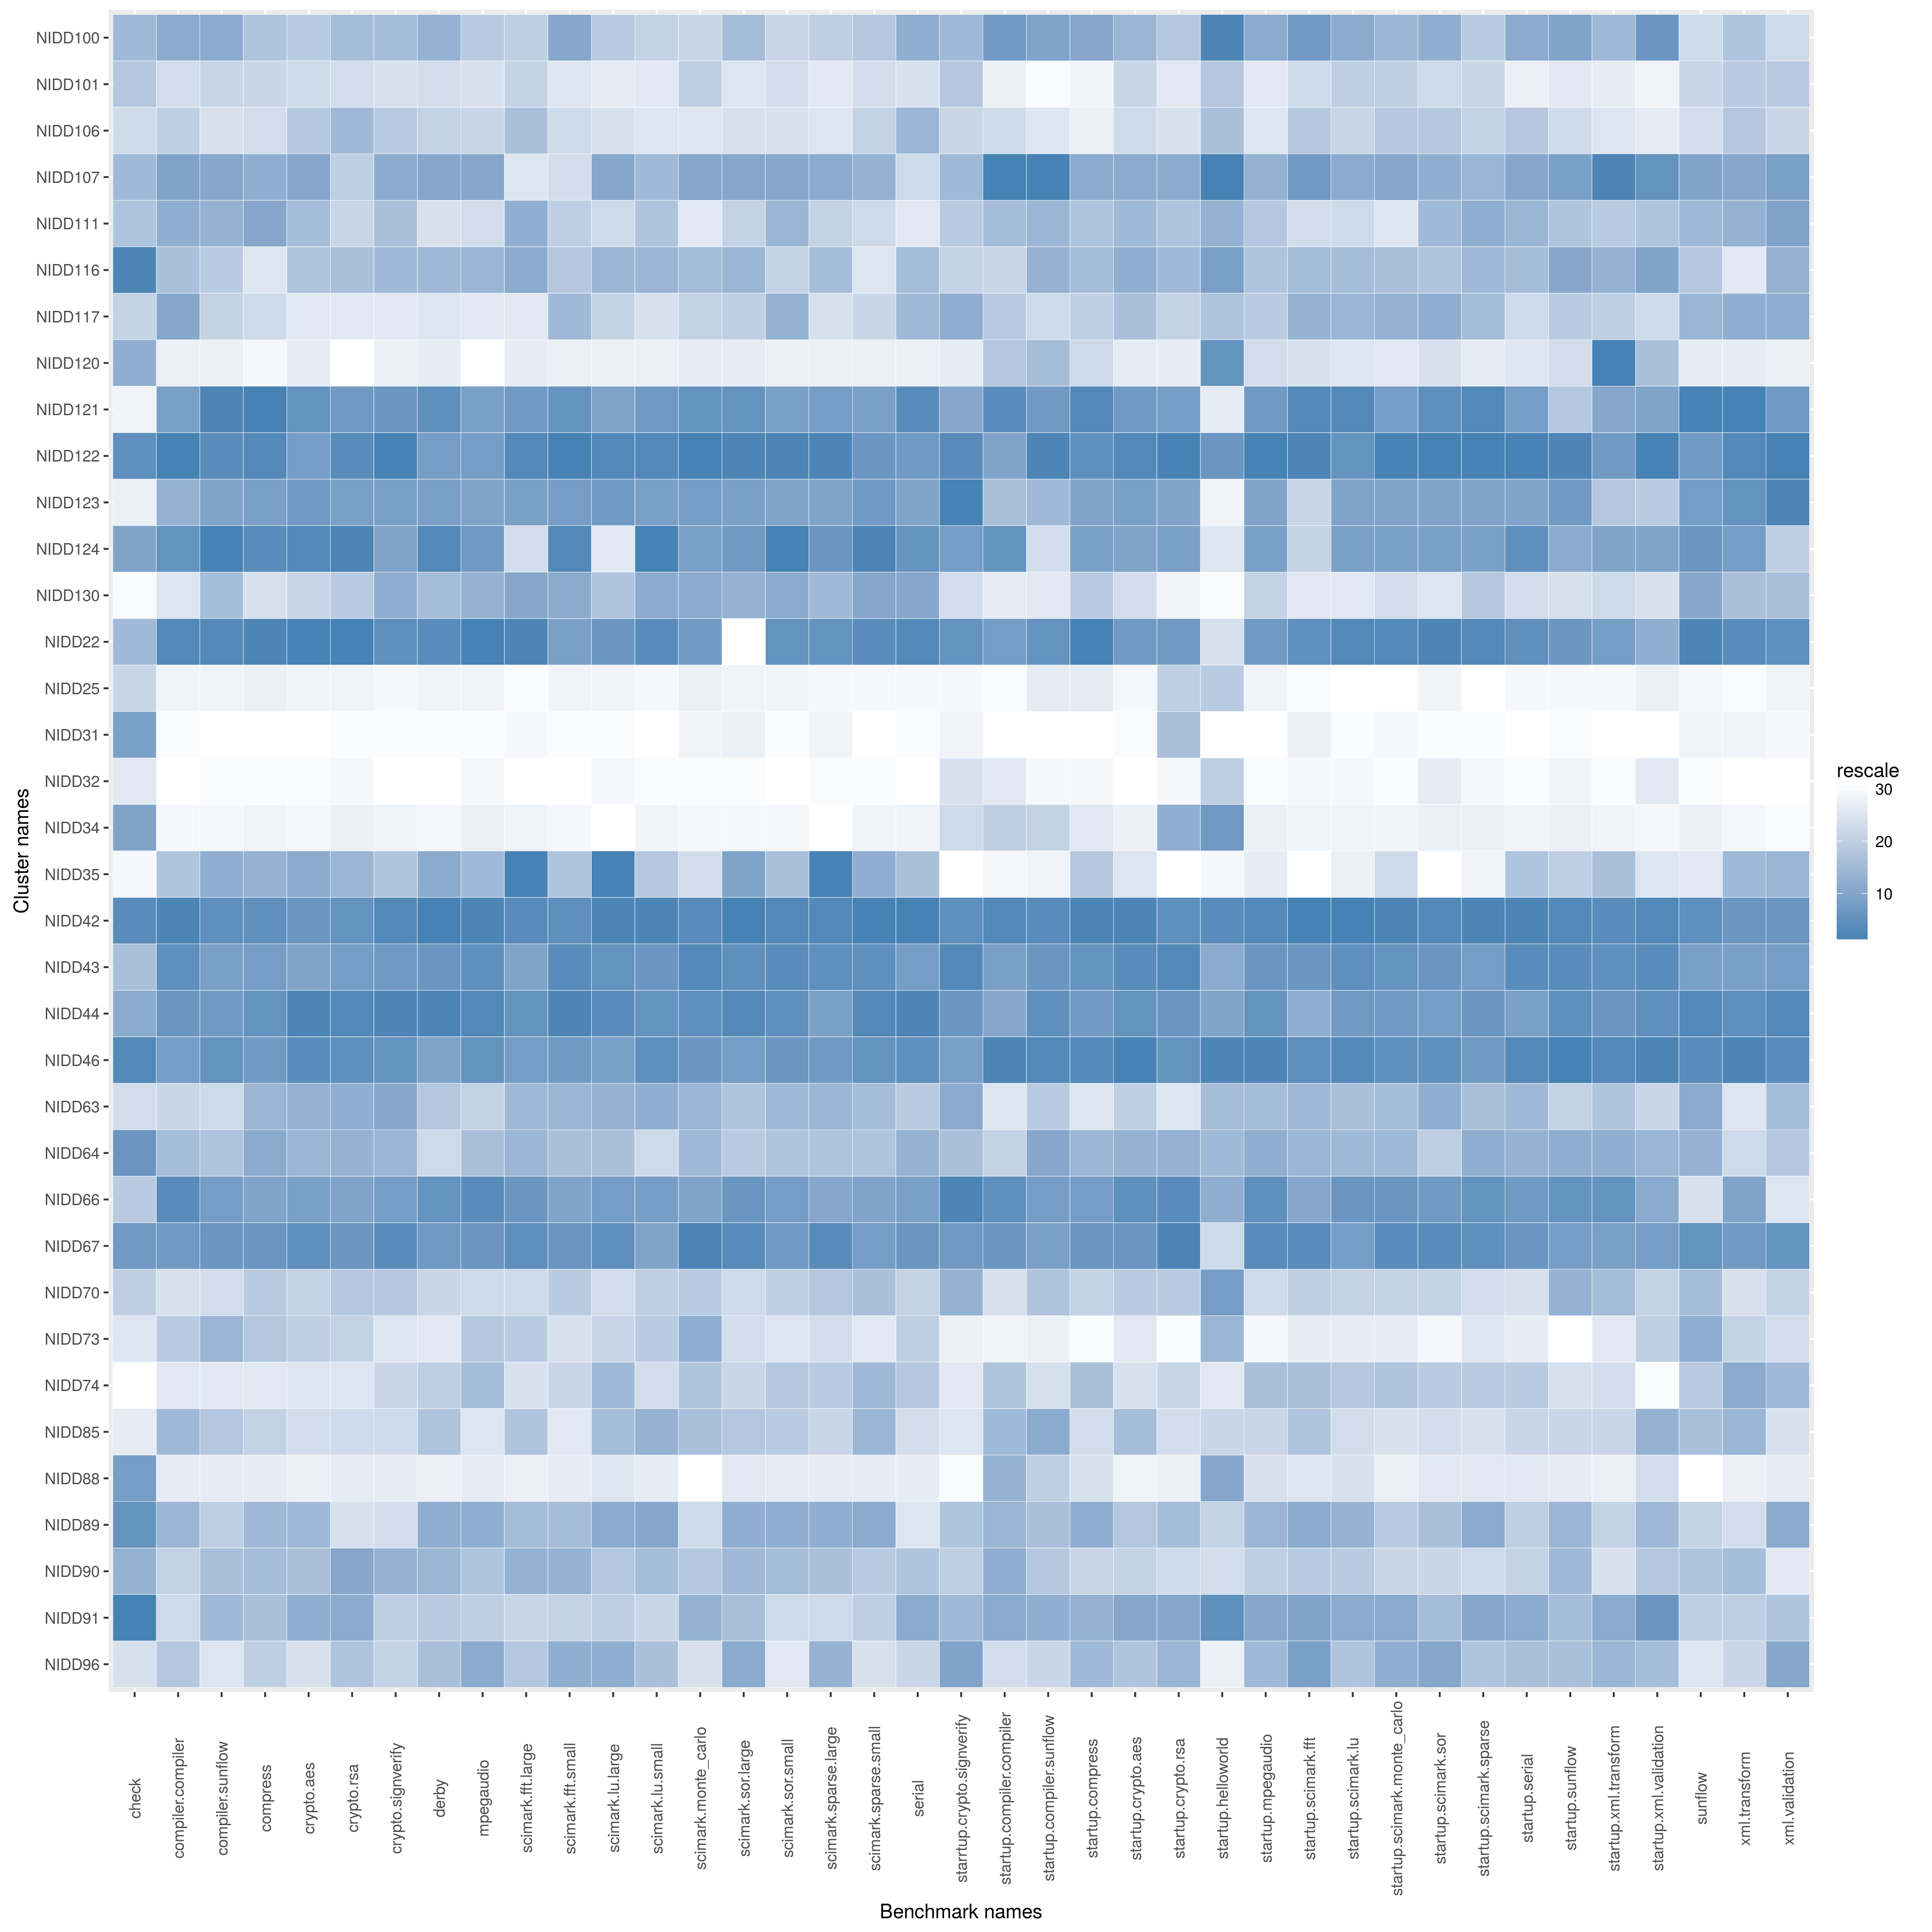 NIDD100
NIDD101
NIDD106
NIDD107
NIDD111
NIDD116
NIDD117
NIDD120
NIDD121
NIDD122
NIDD123
NIDD124
NIDD130
NIDD22
NIDD25
NIDD31
NIDD32
NIDD34
NIDD35
NIDD42
NIDD43
NIDD44
NIDD46
NIDD63
NIDD64
NIDD66
NIDD67
NIDD70
NIDD73
NIDD74
NIDD85
NIDD88
NIDD89
NIDD90
NIDD91
NIDD96
Cluster names
check
compiler.compiler
compiler.sunflow
compress
crypto.aes
crypto.rsa
crypto.signverify
derby
mpegaudio
scimark.fft.large
scimark.fft.small
scimark.lu.large
scimark.lu.small
scimark.monte_carlo
scimark.sor.large
scimark.sor.small
scimark.sparse.large
scimark.sparse.small
serial
starrtup.crypto.signverify
startup.compiler.compiler
startup.compiler.sunflow
startup.compress
startup.crypto.aes
startup.crypto.rsa
startup.helloworld
startup.mpegaudio
startup.scimark.fft
startup.scimark.lu
startup.scimark.monte_carlo
startup.scimark.sor
startup.scimark.sparse
startup.serial
startup.sunflow
startup.xml.transform
startup.xml.validation
sunflow
xml.transform
xml.validation
Benchmark names
rescale
30
20
10